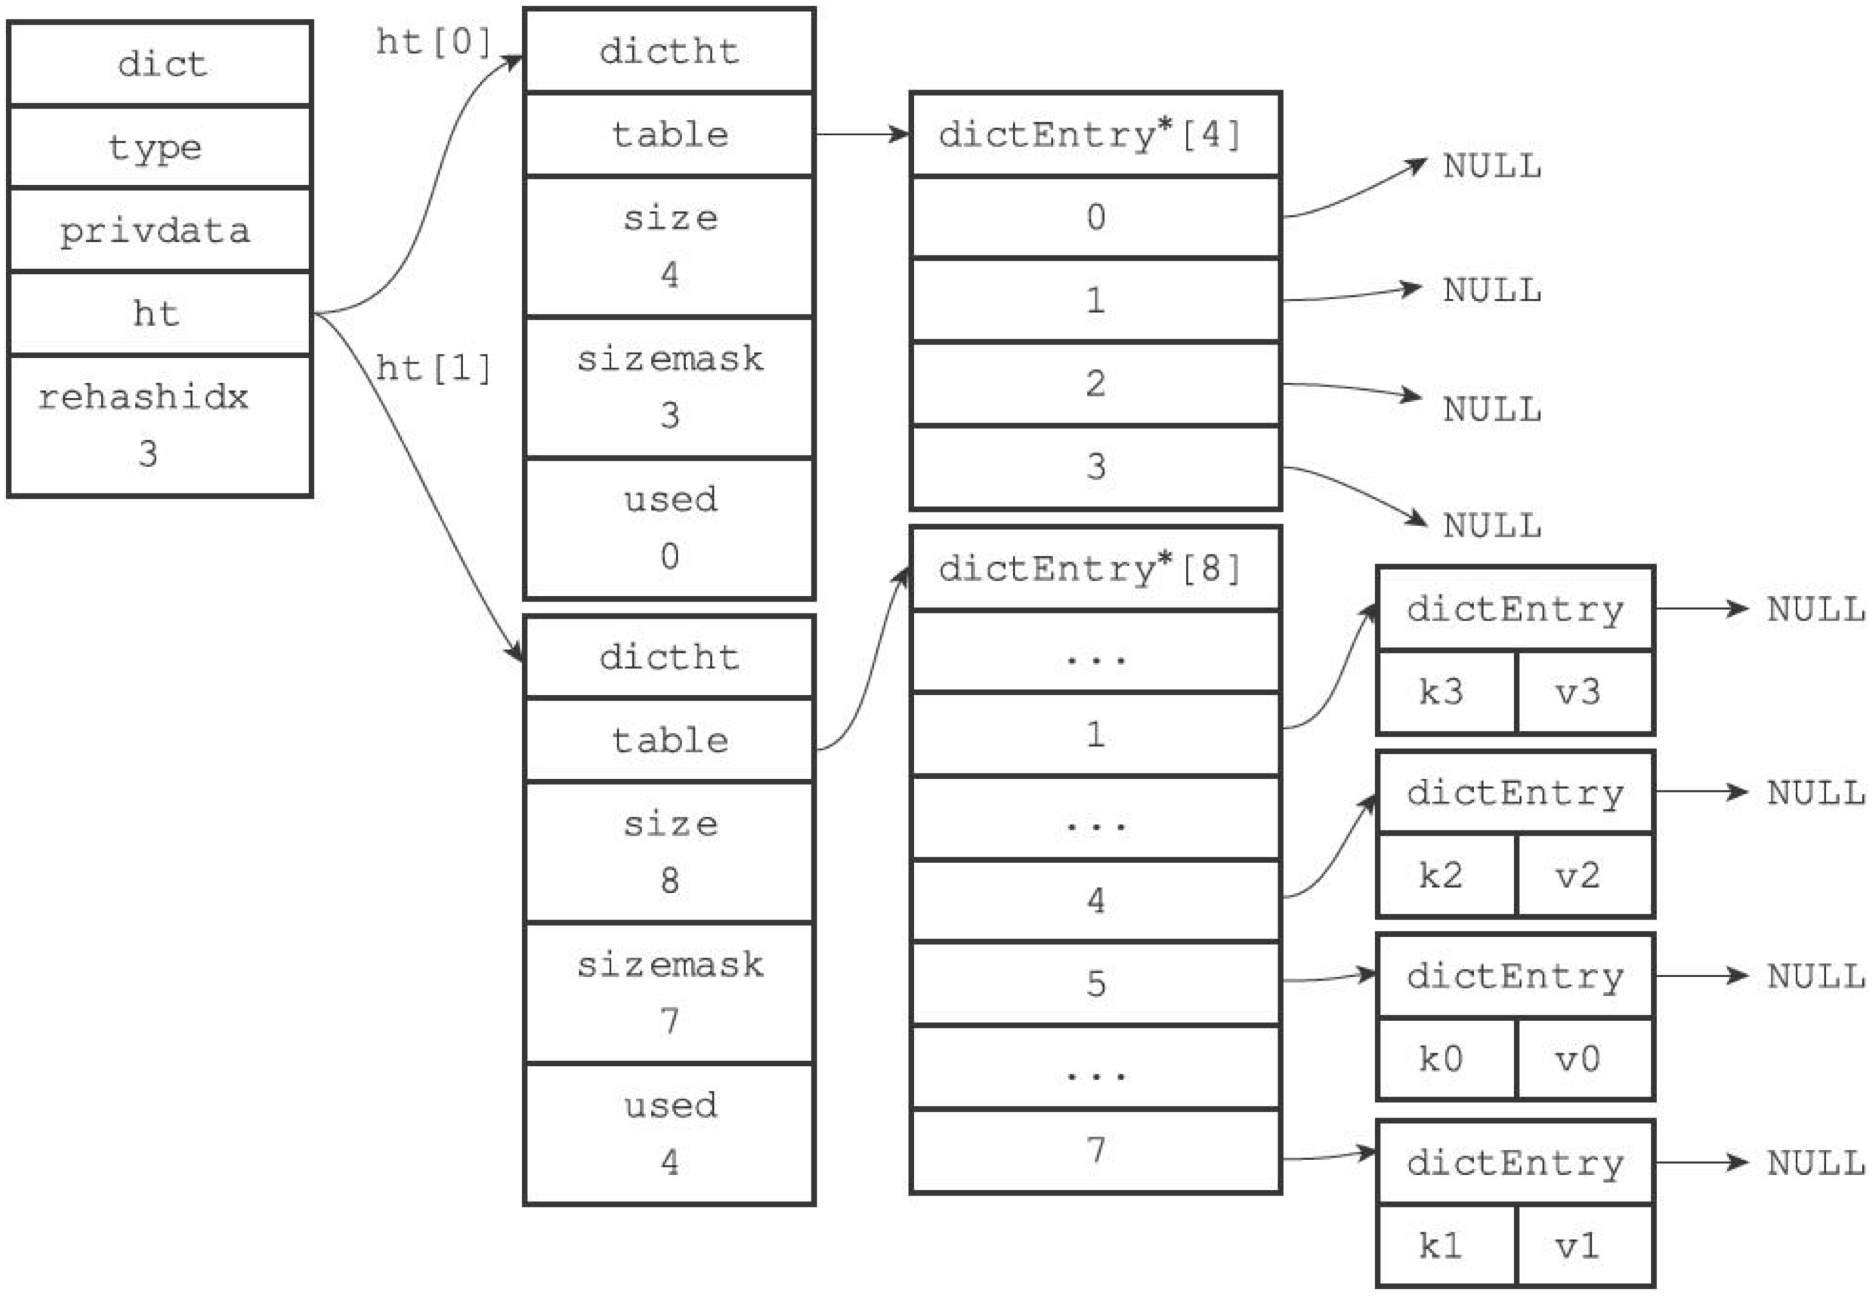 dict
type
privdata
ht
rehashidx
3
ht[0]
ht[1]
dictht
table
size
4
sizemask
3
used
0
dictht
table
size
8
sizemask
7
used
4
dictEntry*[4]
0
1
2
3
NULL
NULL
NULL
NULL
dictEntry*[8]
...
1
...
4
5
...
7
dictEntry
k3 v3
NULL
dictEntry
k2 v2
NULL
dictEntry
k0 v0
NULL
dictEntry
k1 v1
NULL